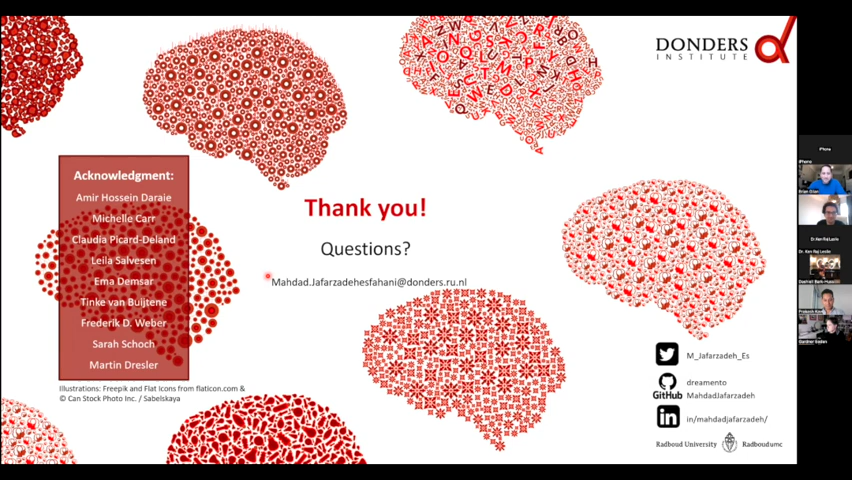 DONDERS
INSTITUTE
Acknowledgment:
Amir Hossein Daraie
Michelle Carr
Claudia Picard-Deland
Leila Salvesen
Ema Demsar
Tinke van Buijtene
Frederik D. Weber
Sarah Schoch
Martin Dresler
Illustrations: Freepik and Flat Icons from flaticon.com &
© Can Stock Photo Inc. / Sabelskaya
Thank you!
Questions?
Mahdad.Jafarzadehesfahani@donders.ru.nl
M_Jafarzadeh_Es
dreamento
GitHub MahdadJafarzadeh
in/mahdadjafarzadeh/
Radboud University Radboudumc
iPhone
iPhone